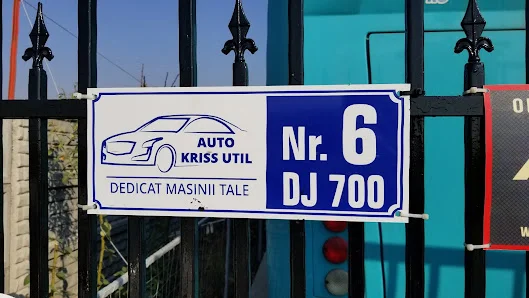 AUTO
KRISS UTIL
DEDICAT MASINII TALE
Nr. 6
DJ 700